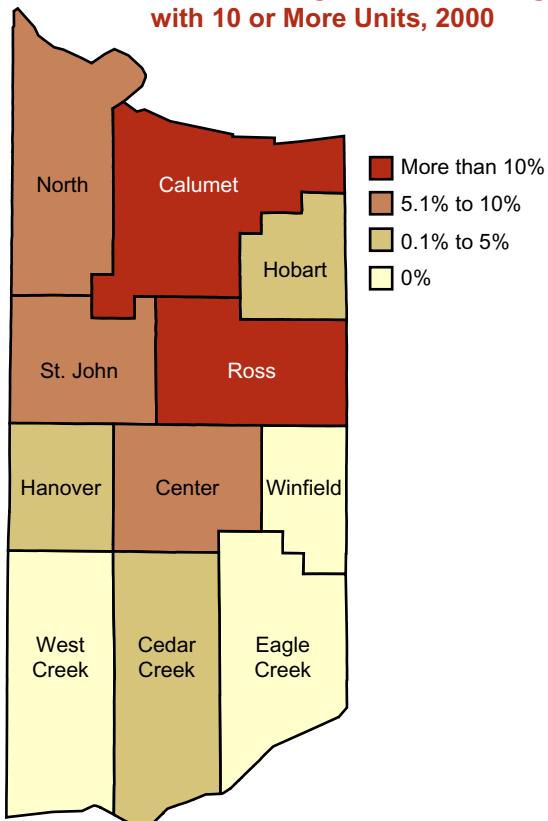 with 10 or More Units, 2000
North
Calumet
More than 10%
5.1% to 10%
0.1% to 5%
0%
Hobart
St. John
Ross
Hanover
Center
Winfield
West
Creek
Cedar
Creek
Eagle
Creek